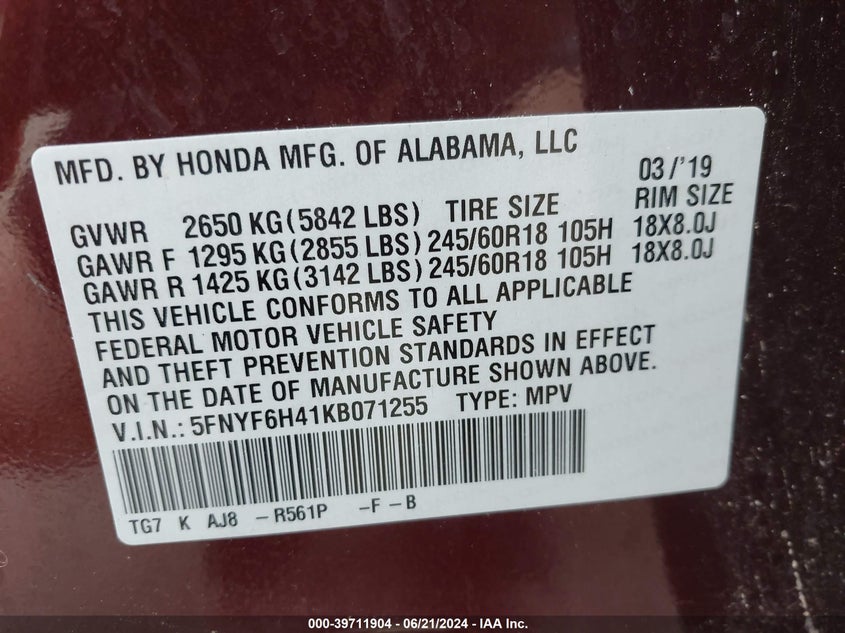 MFD. BY HONDA MFG. OF ALABAMA, LLC 03/'19
GVWR 2650 KG(5842 LBS) TIRE SIZE RIM SIZE
GAWR F 1295 KG(2855 LBS) 245/60R18 105H 18X8.0J
GAWR R 1425 KG(3142 LBS) 245/60R18 105H 18X8.0J
THIS VEHICLE CONFORMS TO ALL APPLICABLE
FEDERAL MOTOR VEHICLE SAFETY
AND THEFT PREVENTION STANDARDS IN EFFECT
ON THE DATE OF MANUFACTURE SHOWN ABOVE.
V.I.N.: 5FNYF6H41KB071255 TYPE: MPV
TG7 K AJ8 -R561P -F -B
000-39711904 - 06/21/2024 - IAA Inc.